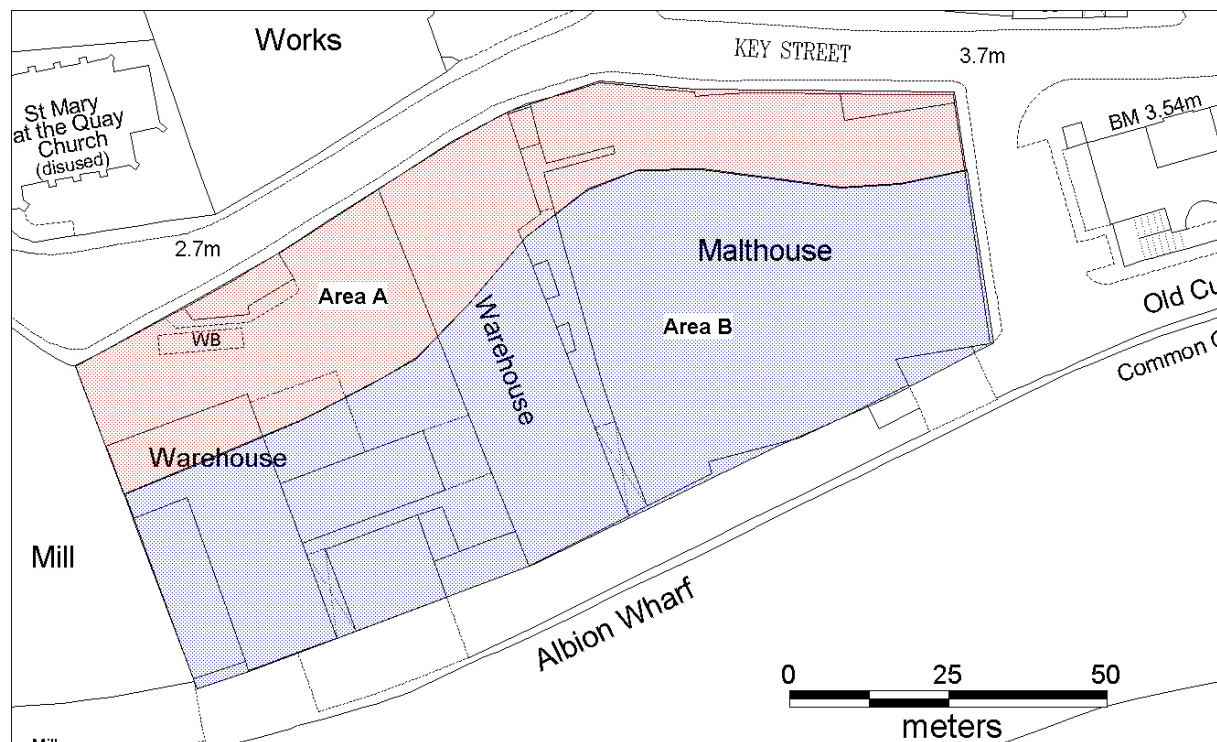 Works
KEY STREET
3.7m
St Mary
at the Quay
Church
(disused)
BM 3.54m
2.7m
Malthouse
Area A
Area B
WB
Warehouse
Old Cu
Common
Warehouse
Mill
Albion Wharf
0 25 50
meters